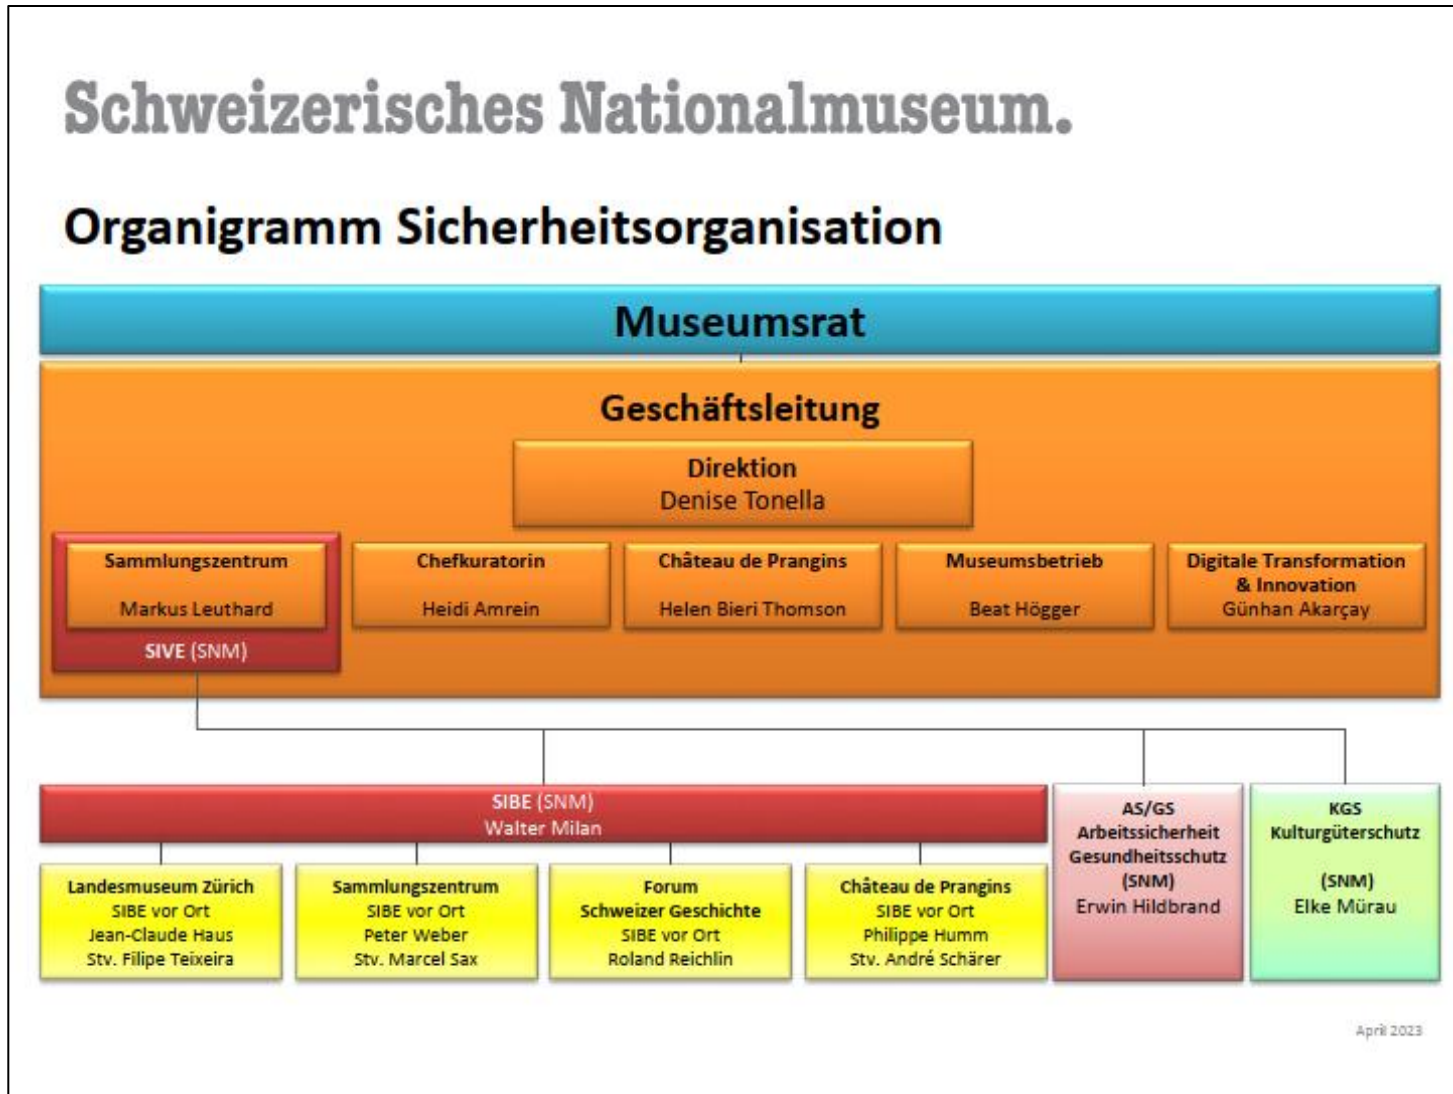 Schweizerisches Nationalmuseum.
Organigramm Sicherheitsorganisation
Museumsrat
Geschäftsleitung
Direktion
Denise Tonella
Sammlungszentrum
Markus Leuthard
SIVE (SNM)
Chefkuratorin
Heidi Amrein
Château de Prangins
Helen Bieri Thomson
Museumsbetrieb
Beat Högger
Digitale Transformation
& Innovation
Günhan Akarçay
SIBE (SNM)
Walter Milan
Landesmuseum Zürich
SIBE vor Ort
Jean-Claude Haus
Stv. Filipe Teixeira
Sammlungszentrum
SIBE vor Ort
Peter Weber
Stv. Marcel Sax
Forum
Schweizer Geschichte
SIBE vor Ort
Roland Reichlin
Château de Prangins
SIBE vor Ort
Philippe Humm
Stv. André Schärer
AS/GS
Arbeitssicherheit
Gesundheitsschutz
(SNM)
Erwin Hildbrand
KGS
Kulturgüterschutz
(SNM)
Elke Mürau
April 2023